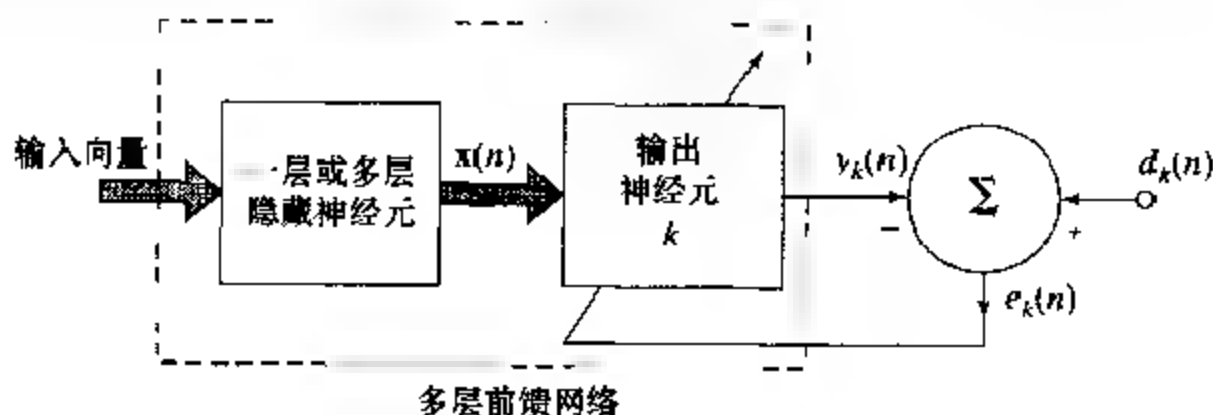 输入向量
一层或多层
隐藏神经元
x(n)
输出
神经元
k
y_k(n)
−
Σ
+
d_k(n)
e_k(n)
多层前馈网络